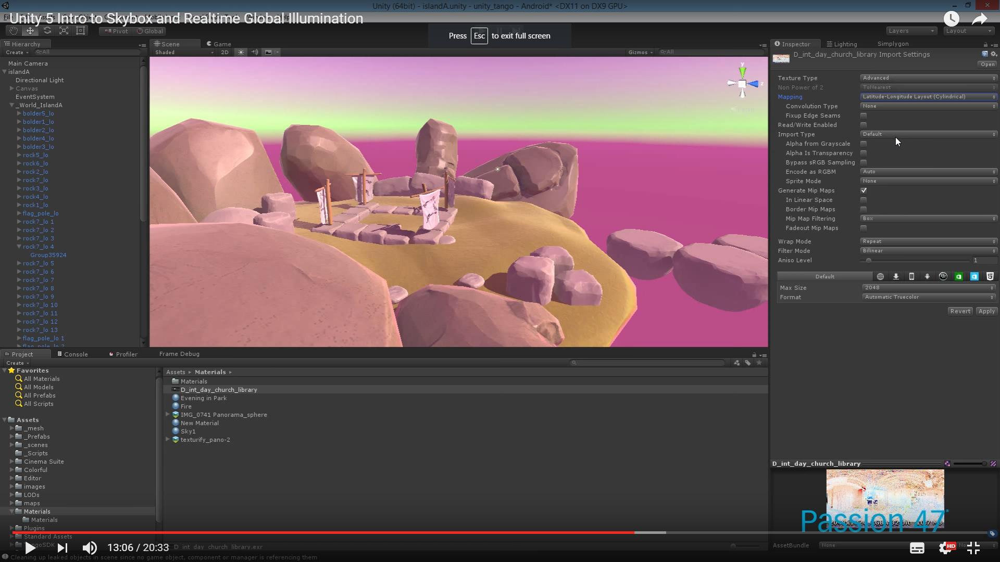 Unity (64bit) - islandA.unity - unity_tango - Android* <DX11 on DX9 GPU>
Unity 5 Intro to Skybox and Realtime Global Illumination
Press Esc to exit full screen
Pivot Global
Layers Layout
Hierarchy
Create All
Main Camera
islandA
Directional Light
Canvas
EventSystem
_World_IslandA
bolder5_lo
bolder1_lo
bolder2_lo
bolder4_lo
bolder3_lo
rock5_lo
rock6_lo
rock2_lo
rock7_lo
rock3_lo
rock4_lo
rock1_lo
flag_pole_lo
rock7_lo 1
rock7_lo 2
rock7_lo 3
rock7_lo 4
Group35924
rock7_lo 5
rock7_lo 6
rock7_lo 7
rock7_lo 8
rock7_lo 9
rock7_lo 10
rock7_lo 11
rock7_lo 12
rock7_lo 13
flag_pole_lo 1
flag_pole_lo 2
Scene Game
Shaded 2D Gizmos All
y
z
Inspector Lighting Simplygon
D_int_day_church_library Import Settings
Open
Texture Type Advanced
Non Power of 2 ToNearest
Mapping Latitude-Longitude Layout (Cylindrical)
Convolution Type None
Fixup Edge Seams
Read/Write Enabled
Import Type Default
Alpha from Grayscale
Alpha Is Transparency
Bypass sRGB Sampling
Encode as RGBM Auto
Sprite Mode None
Generate Mip Maps
In Linear Space
Border Mip Maps
Mip Map Filtering Box
Fadeout Mip Maps
Wrap Mode Repeat
Filter Mode Bilinear
Aniso Level 1
Default
Max Size 2048
Format Automatic Truecolor
Revert Apply
Project Console Profiler Frame Debug
Create
Favorites
All Materials
All Models
All Prefabs
All Scripts
Assets
_mesh
_Prefabs
_scenes
_Scripts
Cinema Suite
Colorful
Editor
images
LODs
maps
Materials
Materials
Plugins
Standard Assets
TangoSDK
Assets Materials
Materials
D_int_day_church_library
Evening in Park
Fire
IMG_0741 Panorama_sphere
New Material
Sky1
texturify_pano-2
D_int_day_church_library
Passion 47
13:06 / 20:33
D_int_day_church_library.exr
AssetBundle None
HD
Cleaning up leaked objects in scene since no game object, component or manager is referencing them